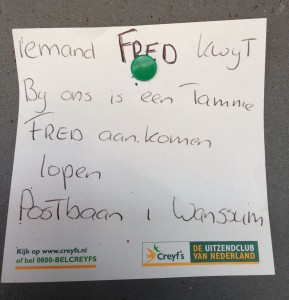 iemand FRED kwyt
By ons is een Tammie
FRED aan.komen
lopen
Postbaan 1 Wanssum
Kijk op www.creyfs.nl
of bel 0800-BELCREYFS
Creyf's
DE UITZENDCLUB
VAN NEDERLAND